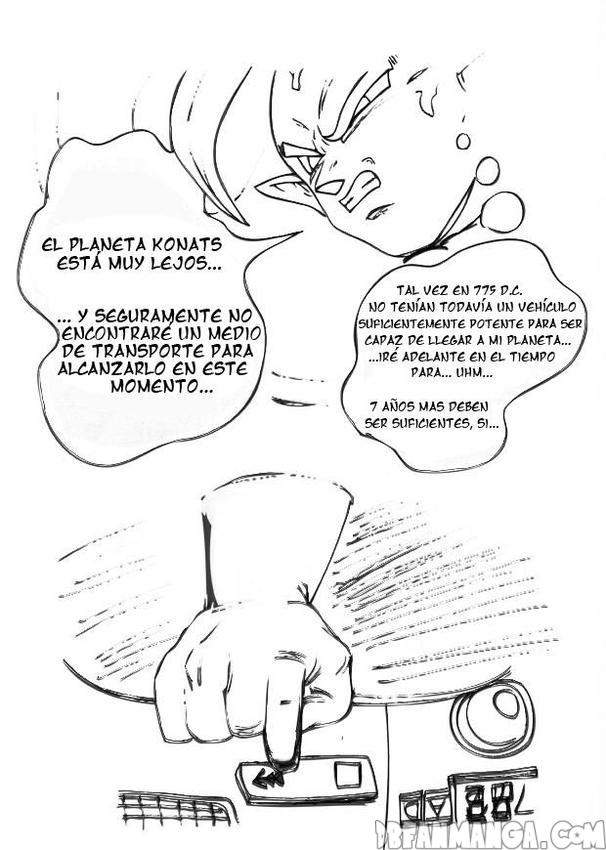 EL PLANETA KONATS
ESTÁ MUY LEJOS...
... Y SEGURAMENTE NO
ENCONTRARÉ UN MEDIO
DE TRANSPORTE PARA
ALCANZARLO EN ESTE
MOMENTO...
TAL VEZ EN 775 D.C.
NO TENÍAN TODAVÍA UN VEHÍCULO
SUFICIENTEMENTE POTENTE PARA SER
CAPAZ DE LLEGAR A MI PLANETA...
...IRÉ ADELANTE EN EL TIEMPO
PARA... UHM...
7 AÑOS MAS DEBEN
SER SUFICIENTES, SI...
DBFANMANGA.COM